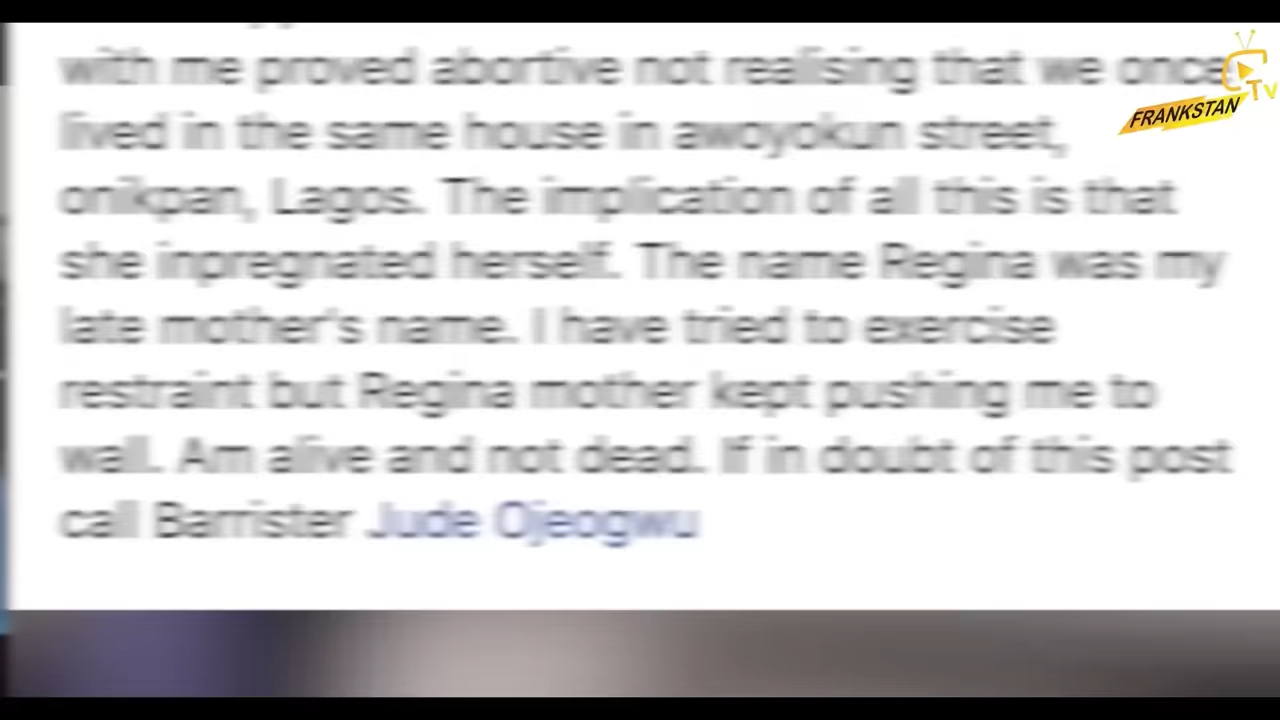 with me proved abortive not realising that we once
lived in the same house in awoyokun street,
onikpan, Lagos. The implication of all this is that
she inpregnated herself. The name Regina was my
late mother's name. I have tried to exercise
restraint but Regina mother kept pushing me to
wall. Am alive and not dead. If in doubt of this post
call Barrister Jude Ojeogwu
FRANKSTAN
TV